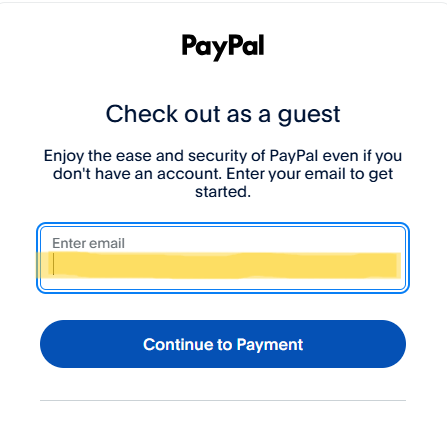 PayPal
Check out as a guest
Enjoy the ease and security of PayPal even if you
don't have an account. Enter your email to get
started.
Enter email
Continue to Payment